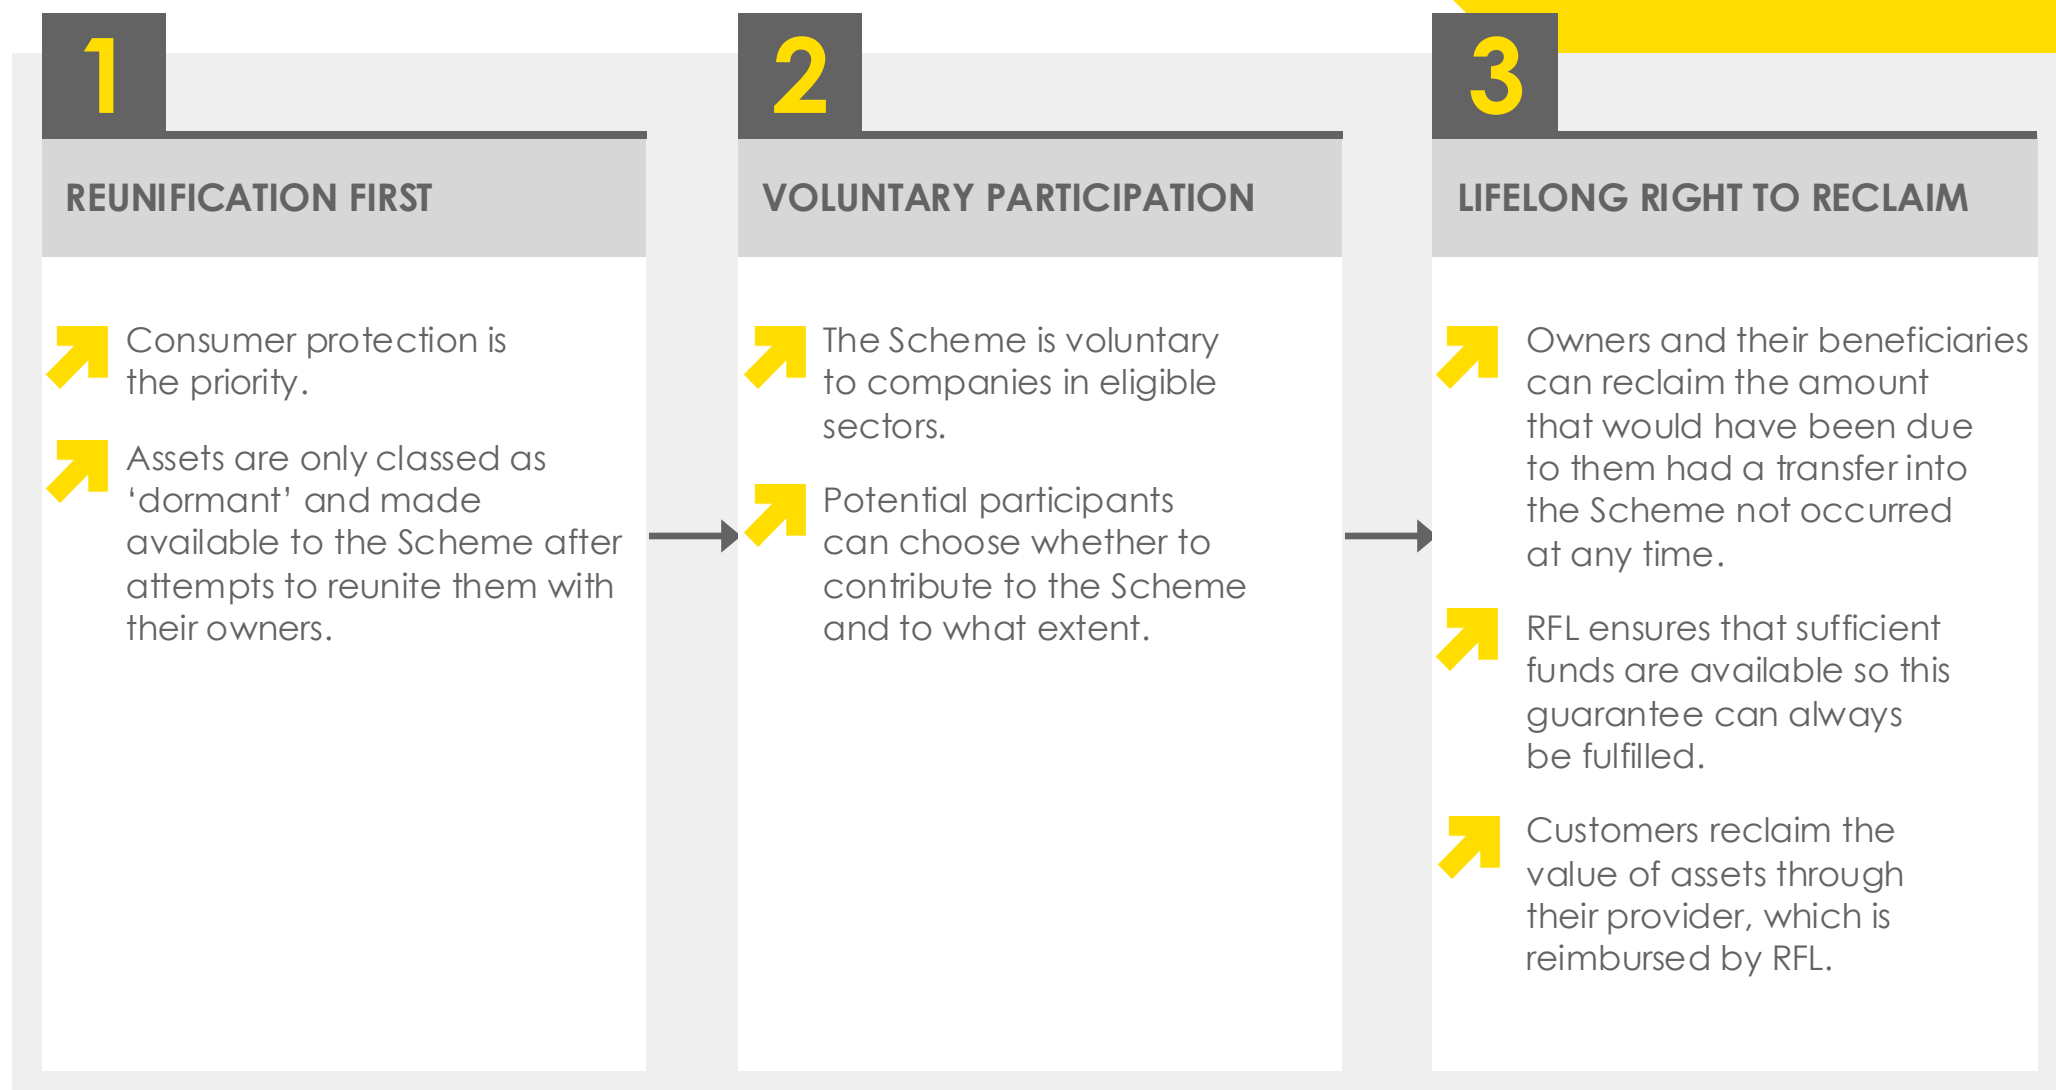 1
REUNIFICATION FIRST
Consumer protection is
the priority.
Assets are only classed as
‘dormant’ and made
available to the Scheme after
attempts to reunite them with
their owners.
2
VOLUNTARY PARTICIPATION
The Scheme is voluntary
to companies in eligible
sectors.
Potential participants
can choose whether to
contribute to the Scheme
and to what extent.
3
LIFELONG RIGHT TO RECLAIM
Owners and their beneficiaries
can reclaim the amount
that would have been due
to them had a transfer into
the Scheme not occurred
at any time.
RFL ensures that sufficient
funds are available so this
guarantee can always
be fulfilled.
Customers reclaim the
value of assets through
their provider, which is
reimbursed by RFL.